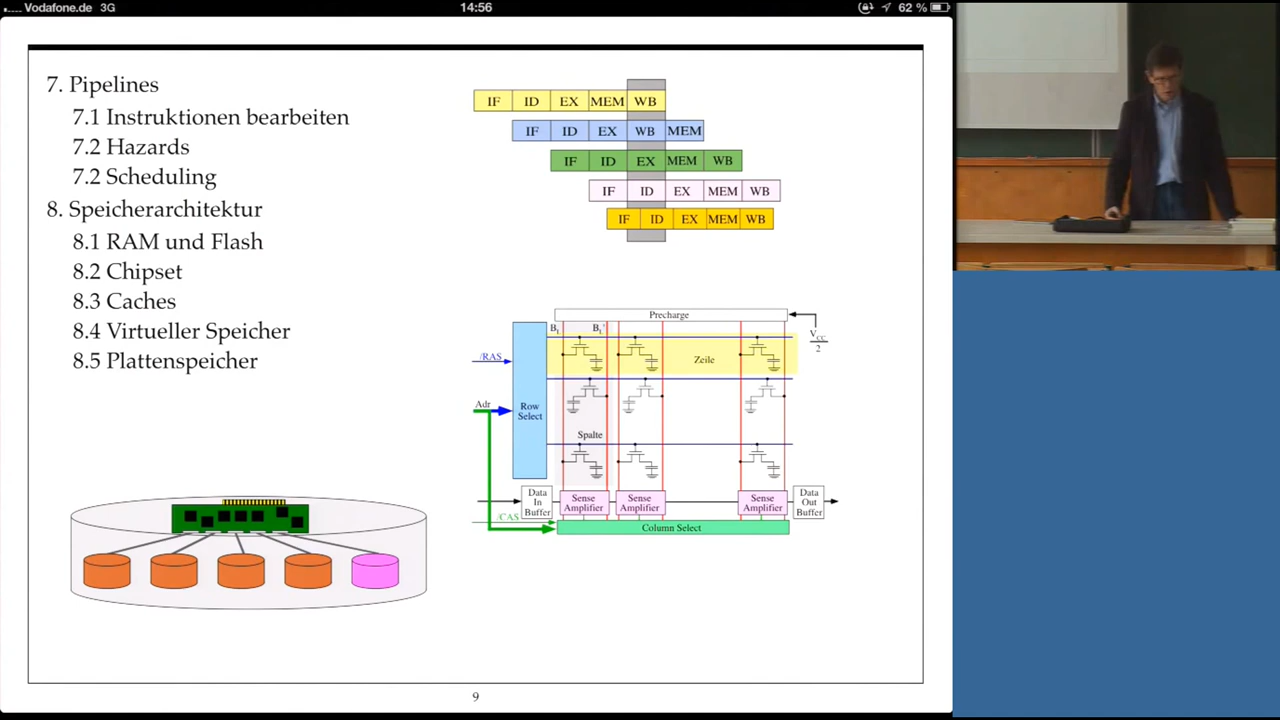 Vodafone.de 3G 14:56 62 %
7. Pipelines
7.1 Instruktionen bearbeiten
7.2 Hazards
7.2 Scheduling
8. Speicherarchitektur
8.1 RAM und Flash
8.2 Chipset
8.3 Caches
8.4 Virtueller Speicher
8.5 Plattenspeicher
IF ID EX MEM WB
IF ID EX WB MEM
IF ID EX MEM WB
IF ID EX MEM WB
IF ID EX MEM WB
Precharge
BL BL'
VCC
2
/RAS
Zeile
Adr
Row
Select
Spalte
Data
In
Buffer
Sense
Amplifier
Sense
Amplifier
Sense
Amplifier
Data
Out
Buffer
/CAS
Column Select
9